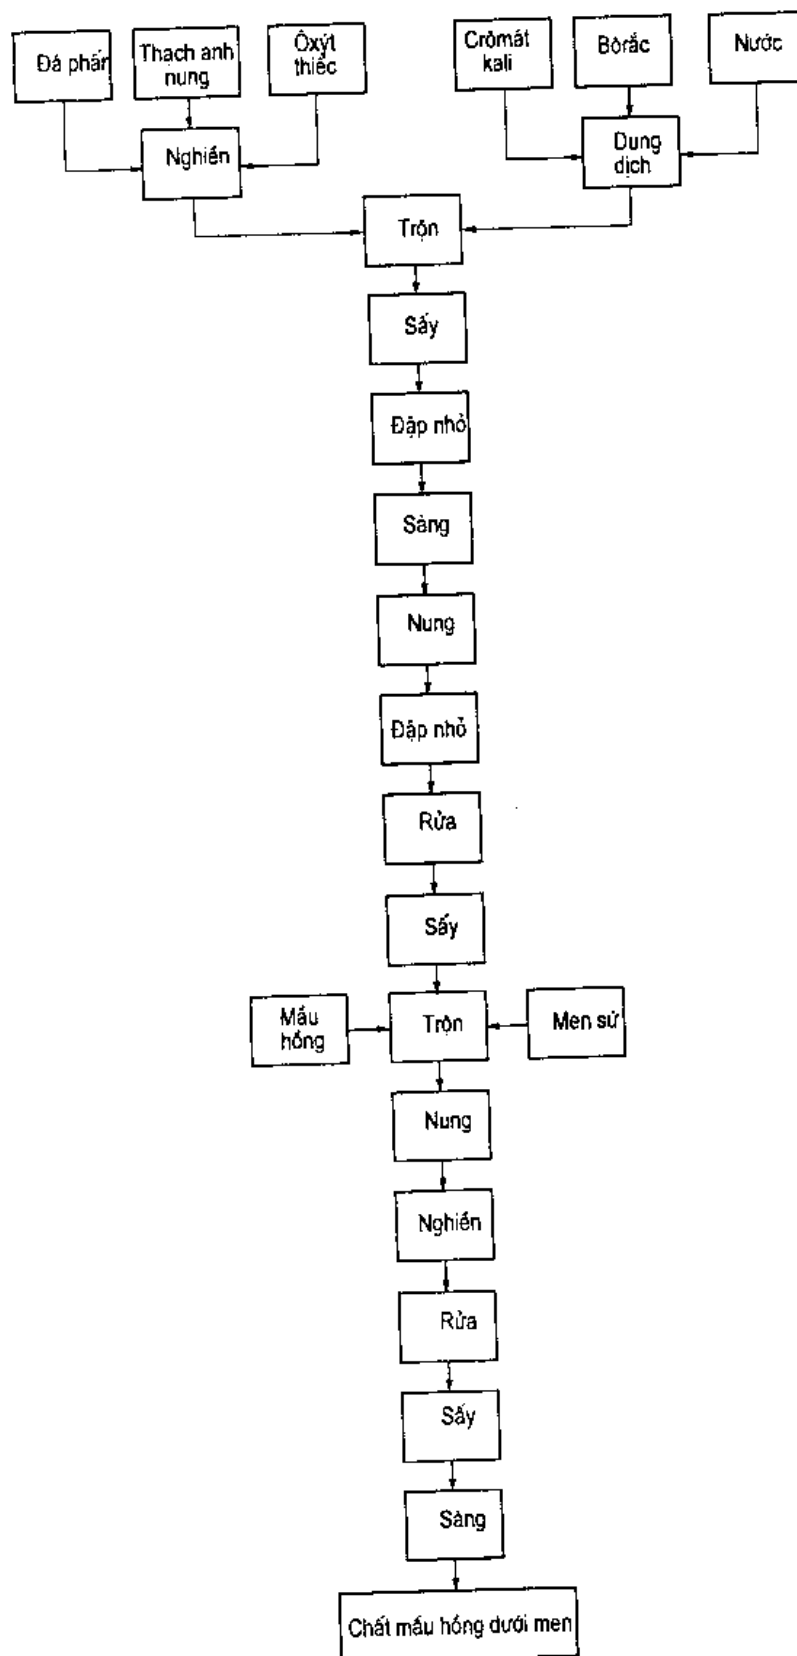 Đá phấn
Thạch anh
nung
Ôxýt
thiếc
Crômát
kali
Bôrắc
Nước
Nghiền
Dung
dịch
Trộn
Sấy
Đập nhỏ
Sàng
Nung
Đập nhỏ
Rửa
Sấy
Mầu
hồng
Trộn
Men sứ
Nung
Nghiền
Rửa
Sấy
Sàng
Chất mầu hồng dưới men